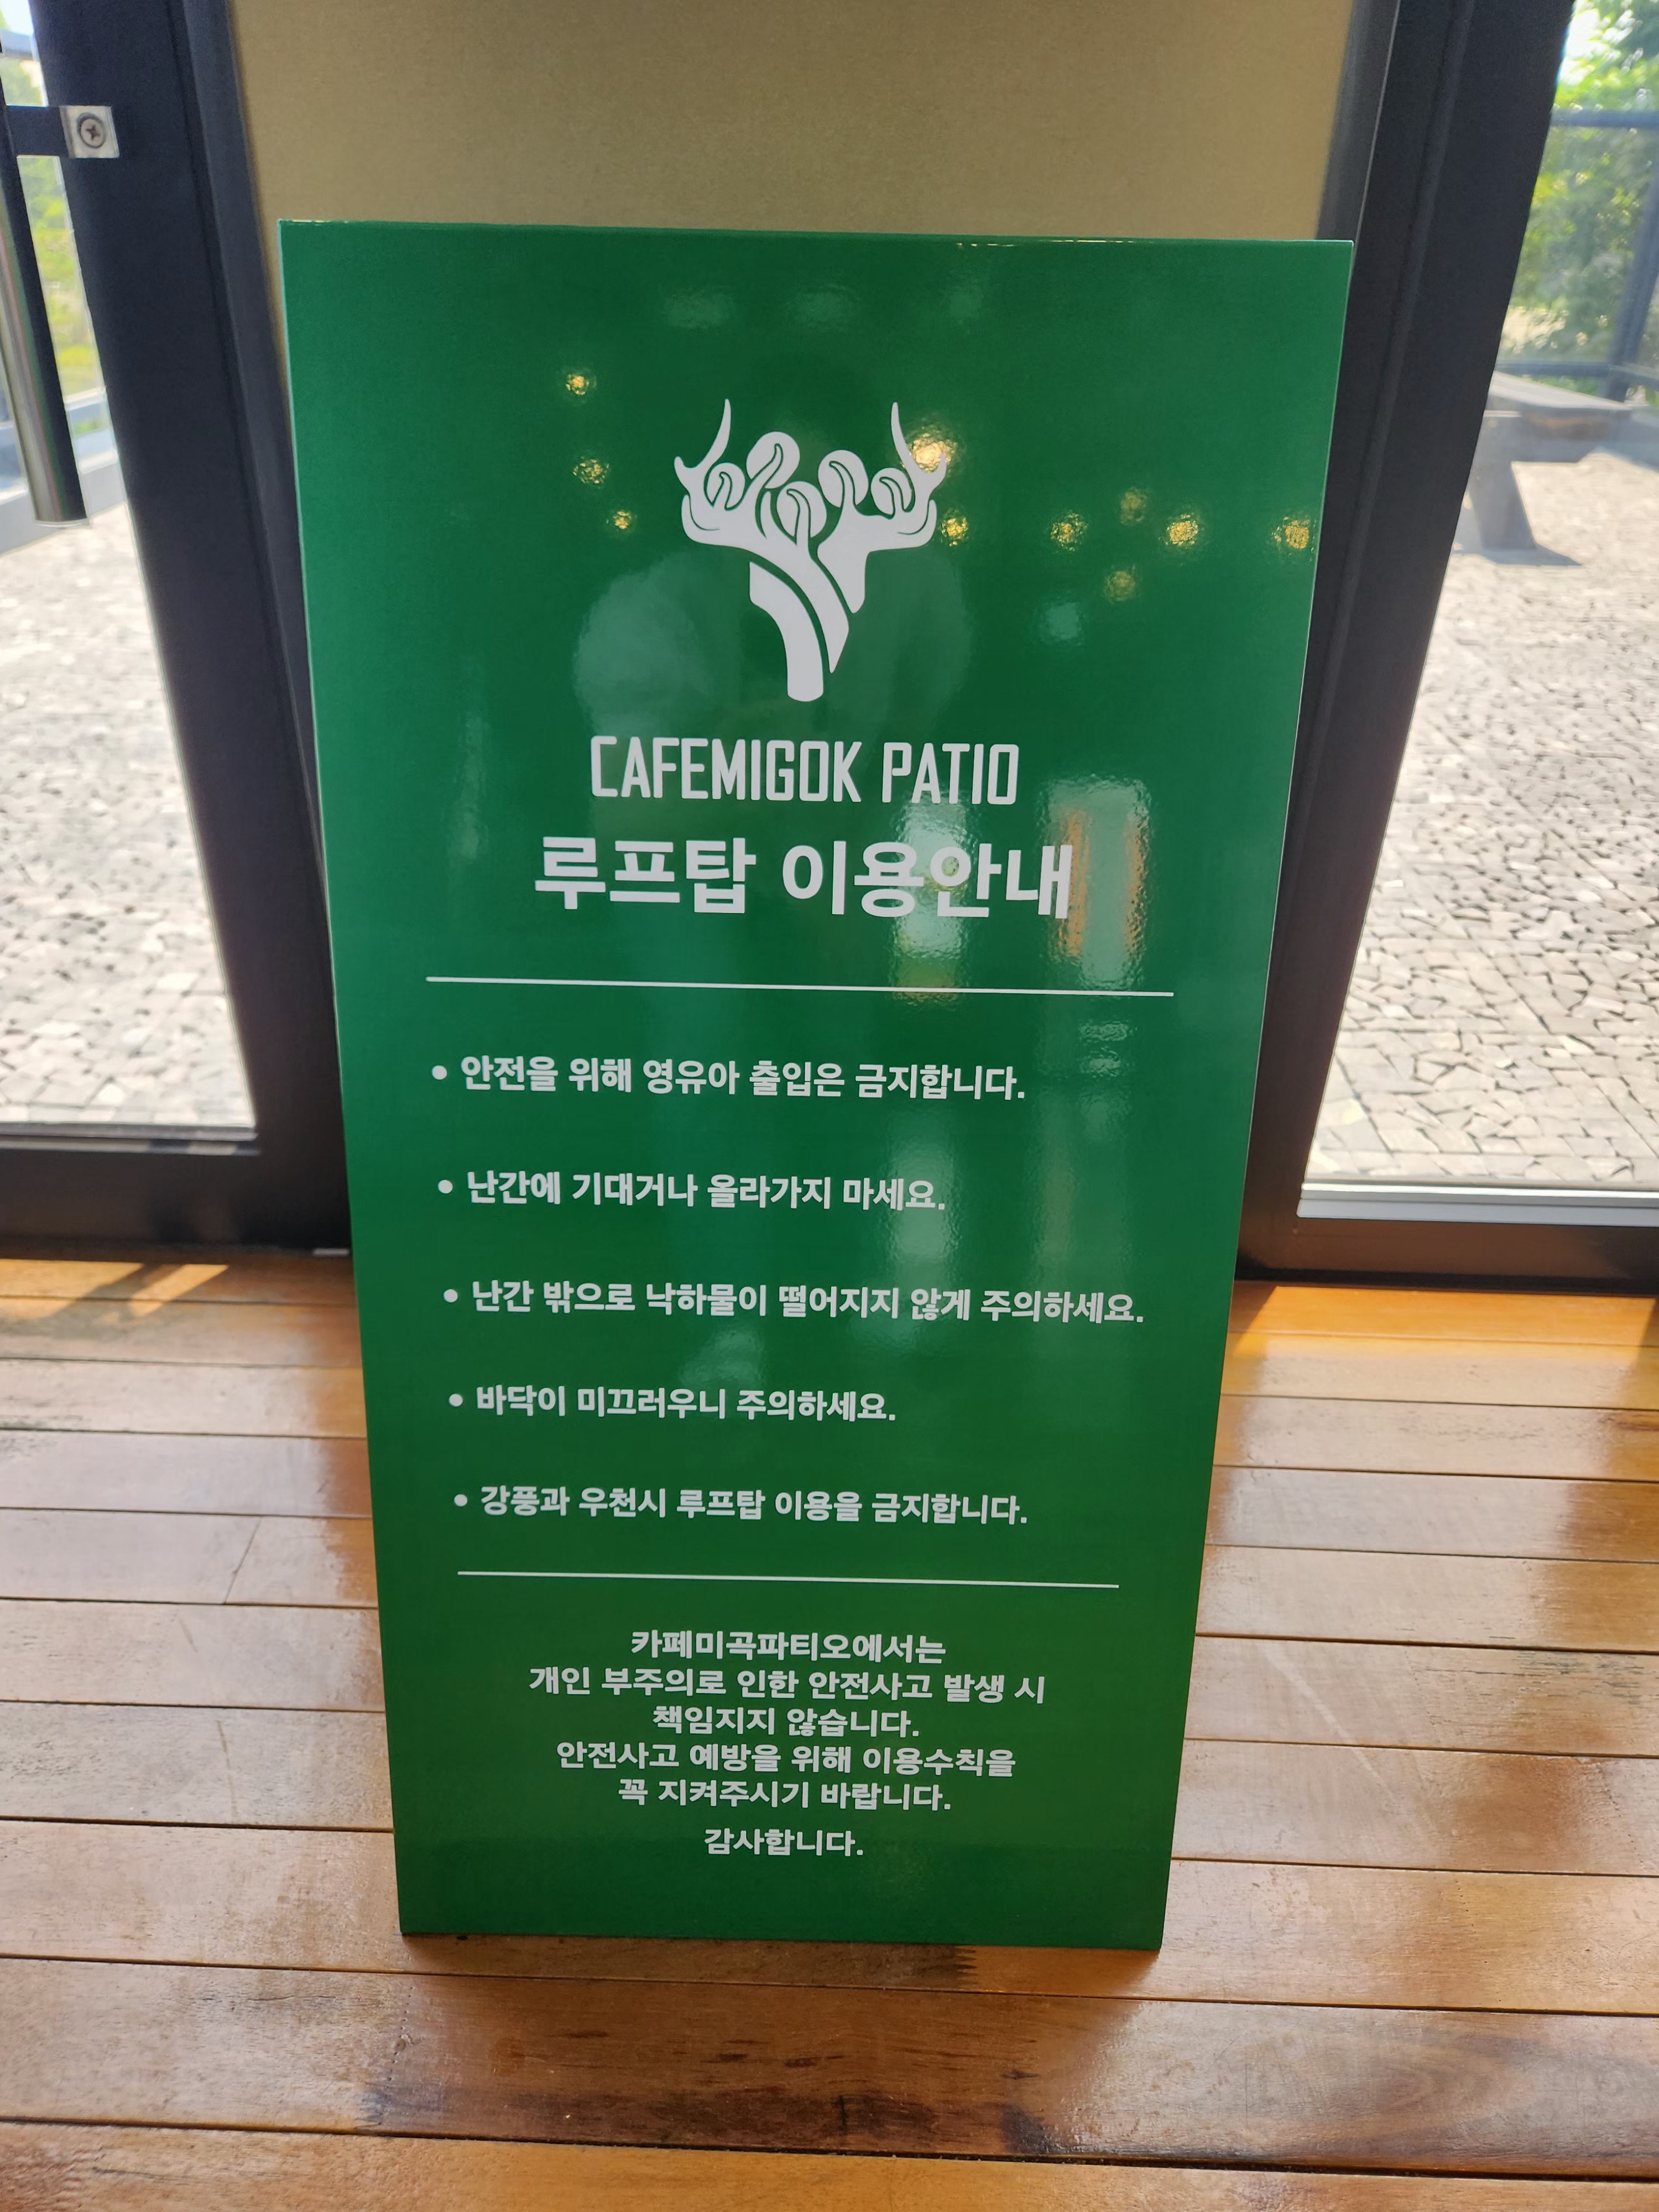 CAFEMIGOK PATIO
루프탑 이용안내
• 안전을 위해 영유아 출입은 금지합니다.
• 난간에 기대거나 올라가지 마세요.
• 난간 밖으로 낙하물이 떨어지지 않게 주의하세요.
• 바닥이 미끄러우니 주의하세요.
• 강풍과 우천시 루프탑 이용을 금지합니다.
카페미곡파티오에서는
개인 부주의로 인한 안전사고 발생 시
책임지지 않습니다.
안전사고 예방을 위해 이용수칙을
꼭 지켜주시기 바랍니다.
감사합니다.